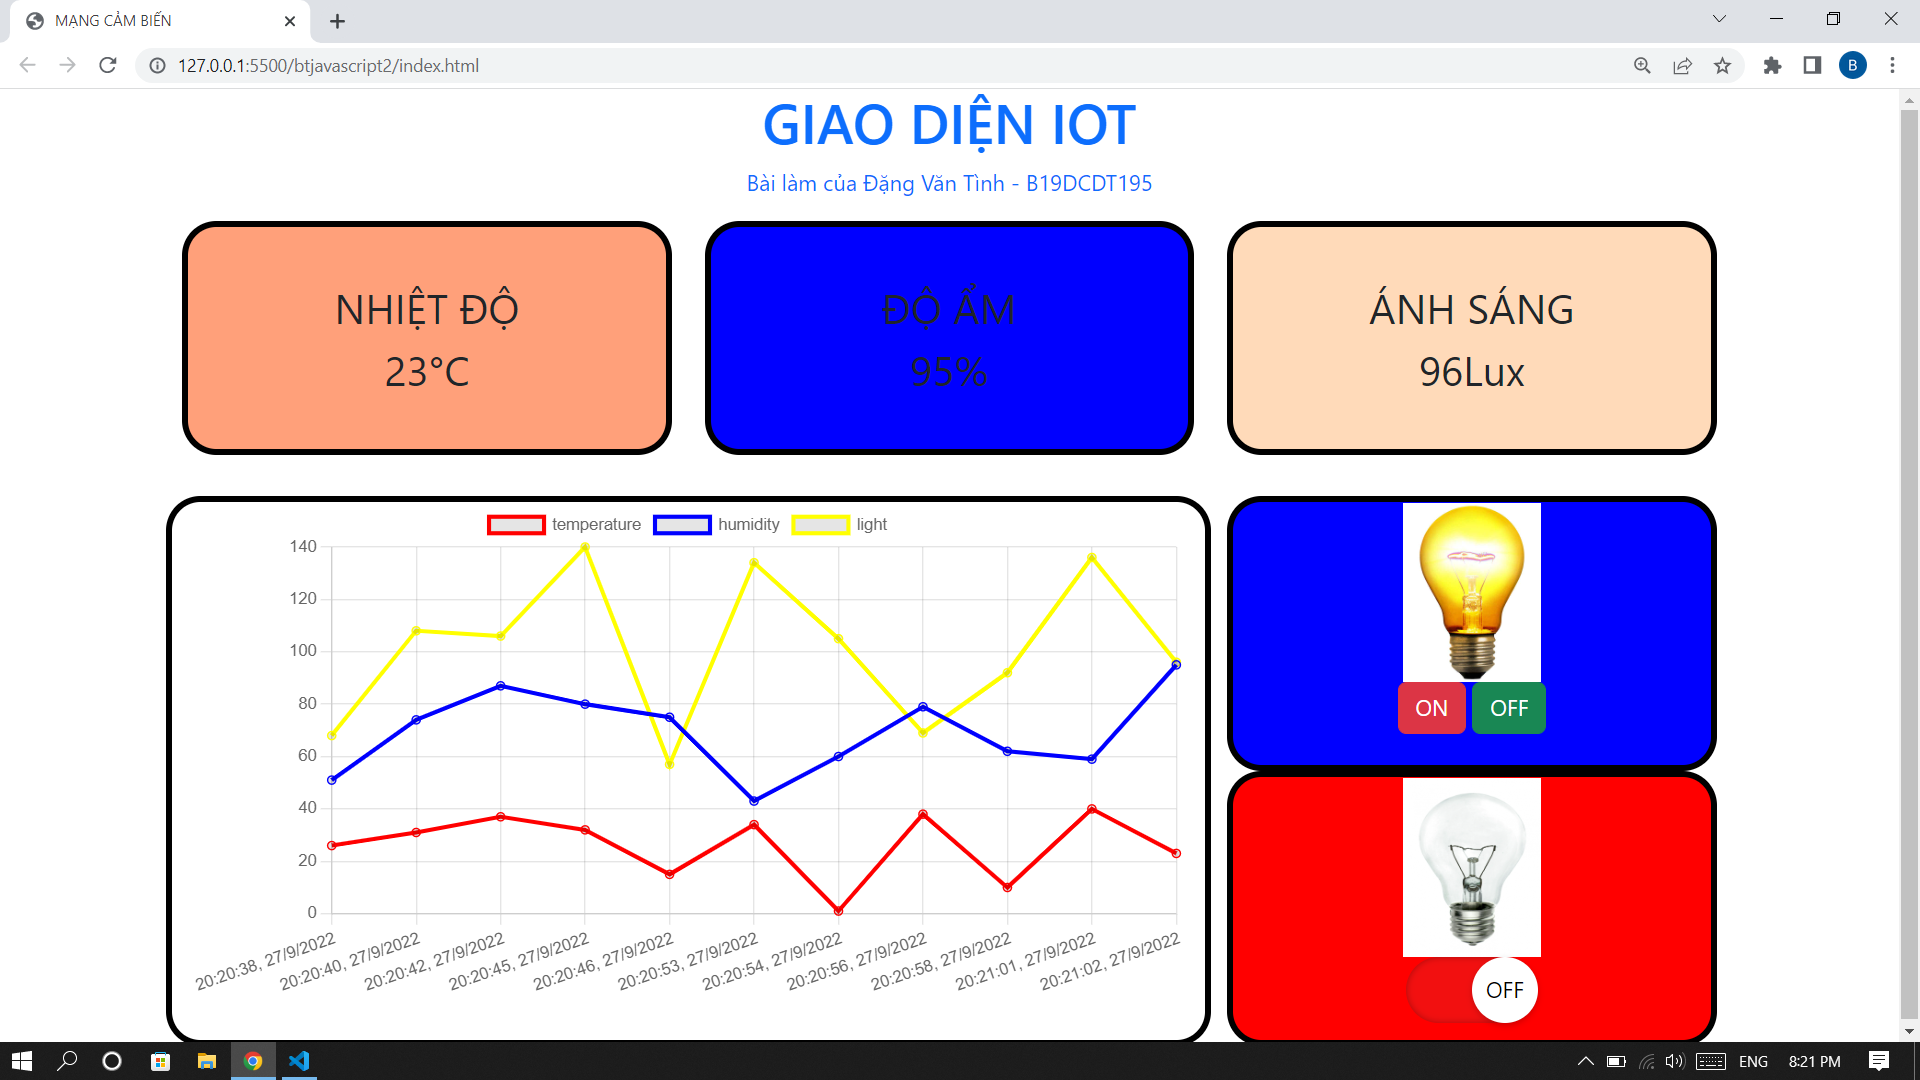 MẠNG CẢM BIẾN
127.0.0.1:5500/btjavascript2/index.html
B
GIAO DIỆN IOT
Bài làm của Đặng Văn Tình - B19DCDT195
NHIỆT ĐỘ
23°C
ĐỘ ẨM
95%
ÁNH SÁNG
96Lux
temperature humidity light
140
120
100
80
60
40
20
0
20:20:38, 27/9/2022
20:20:40, 27/9/2022
20:20:42, 27/9/2022
20:20:45, 27/9/2022
20:20:46, 27/9/2022
20:20:53, 27/9/2022
20:20:54, 27/9/2022
20:20:56, 27/9/2022
20:20:58, 27/9/2022
20:21:01, 27/9/2022
20:21:02, 27/9/2022
ON OFF
OFF
ENG 8:21 PM